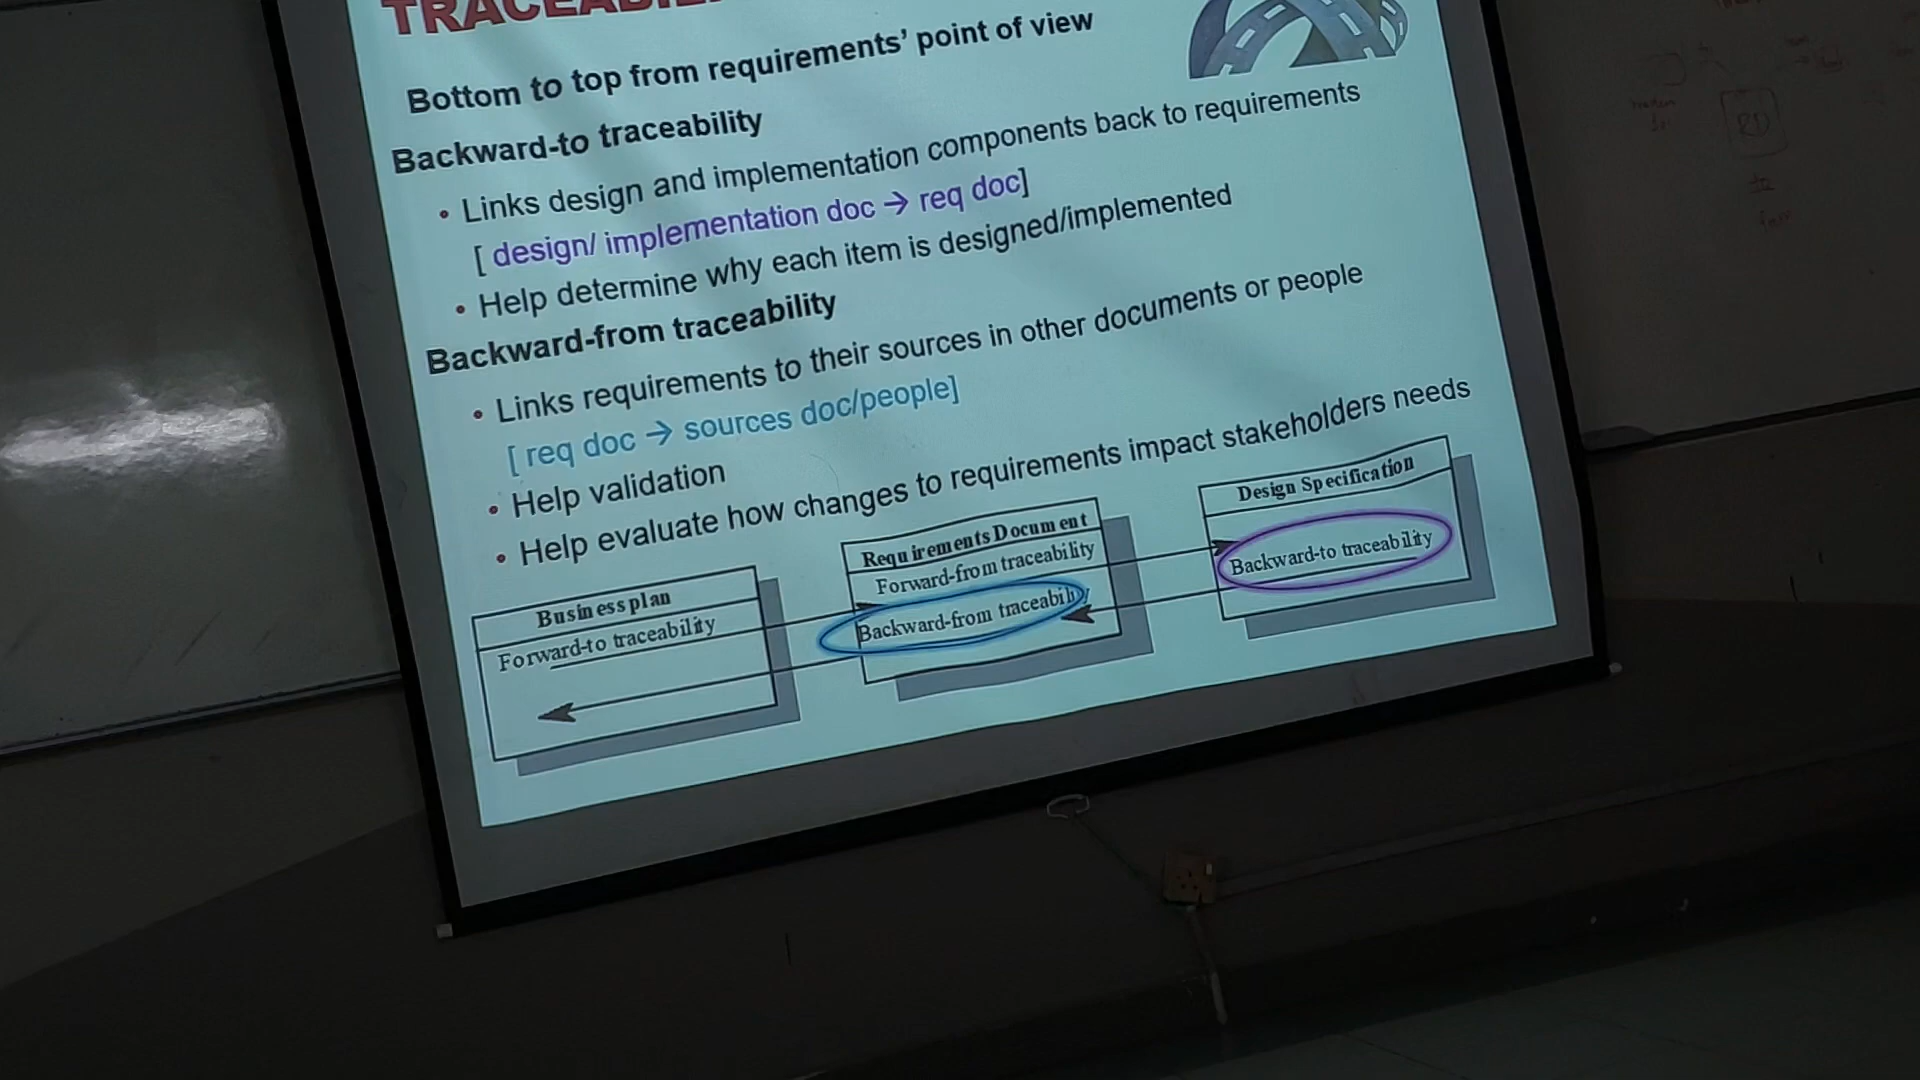 Bottom to top from requirements' point of view
Backward-to traceability
• Links design and implementation components back to requirements
[ design/ implementation doc → req doc]
• Help determine why each item is designed/implemented
Backward-from traceability
• Links requirements to their sources in other documents or people
[ req doc → sources doc/people]
• Help validation
• Help evaluate how changes to requirements impact stakeholders needs
Business plan
Forward-to traceability
Requirements Document
Forward-from traceability
Backward-from traceability
Design Specification
Backward-to traceability
RD